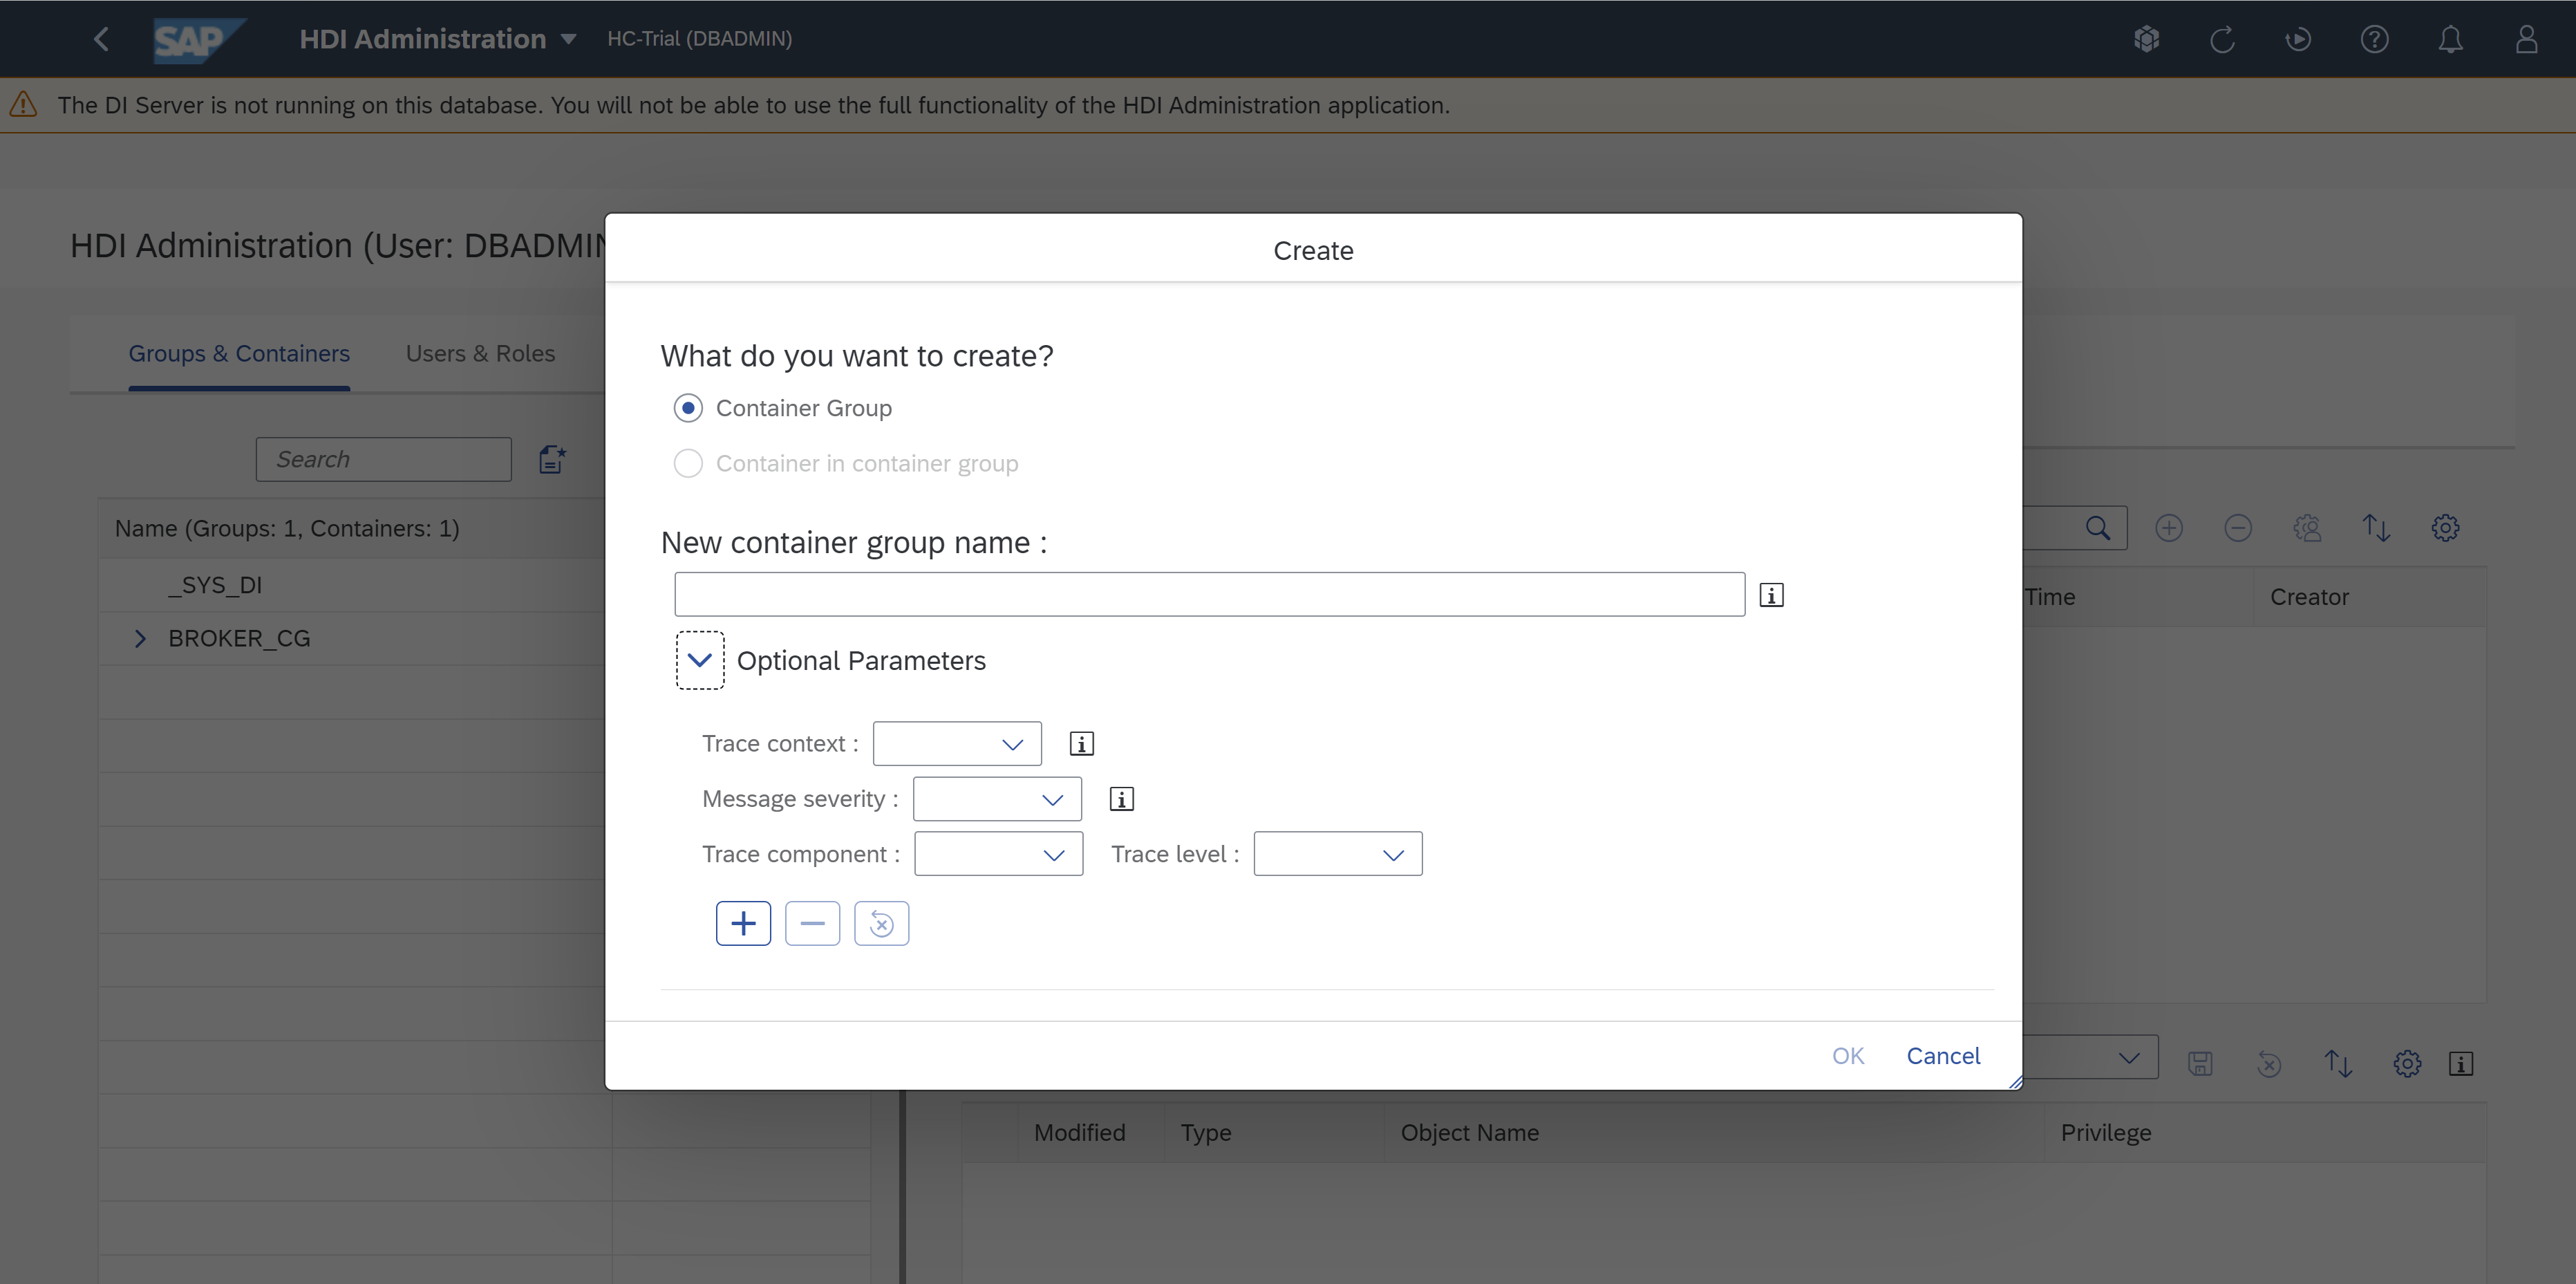 SAP HDI Administration HC-Trial (DBADMIN)
The DI Server is not running on this database. You will not be able to use the full functionality of the HDI Administration application.
HDI Administration (User: DBADMIN
Groups & Containers Users & Roles
Search
Name (Groups: 1, Containers: 1)
_SYS_DI
BROKER_CG
Create
What do you want to create?
Container Group
Container in container group
New container group name :
Optional Parameters
Trace context :
Message severity :
Trace component : Trace level :
OK Cancel
Time Creator
Modified Type Object Name Privilege